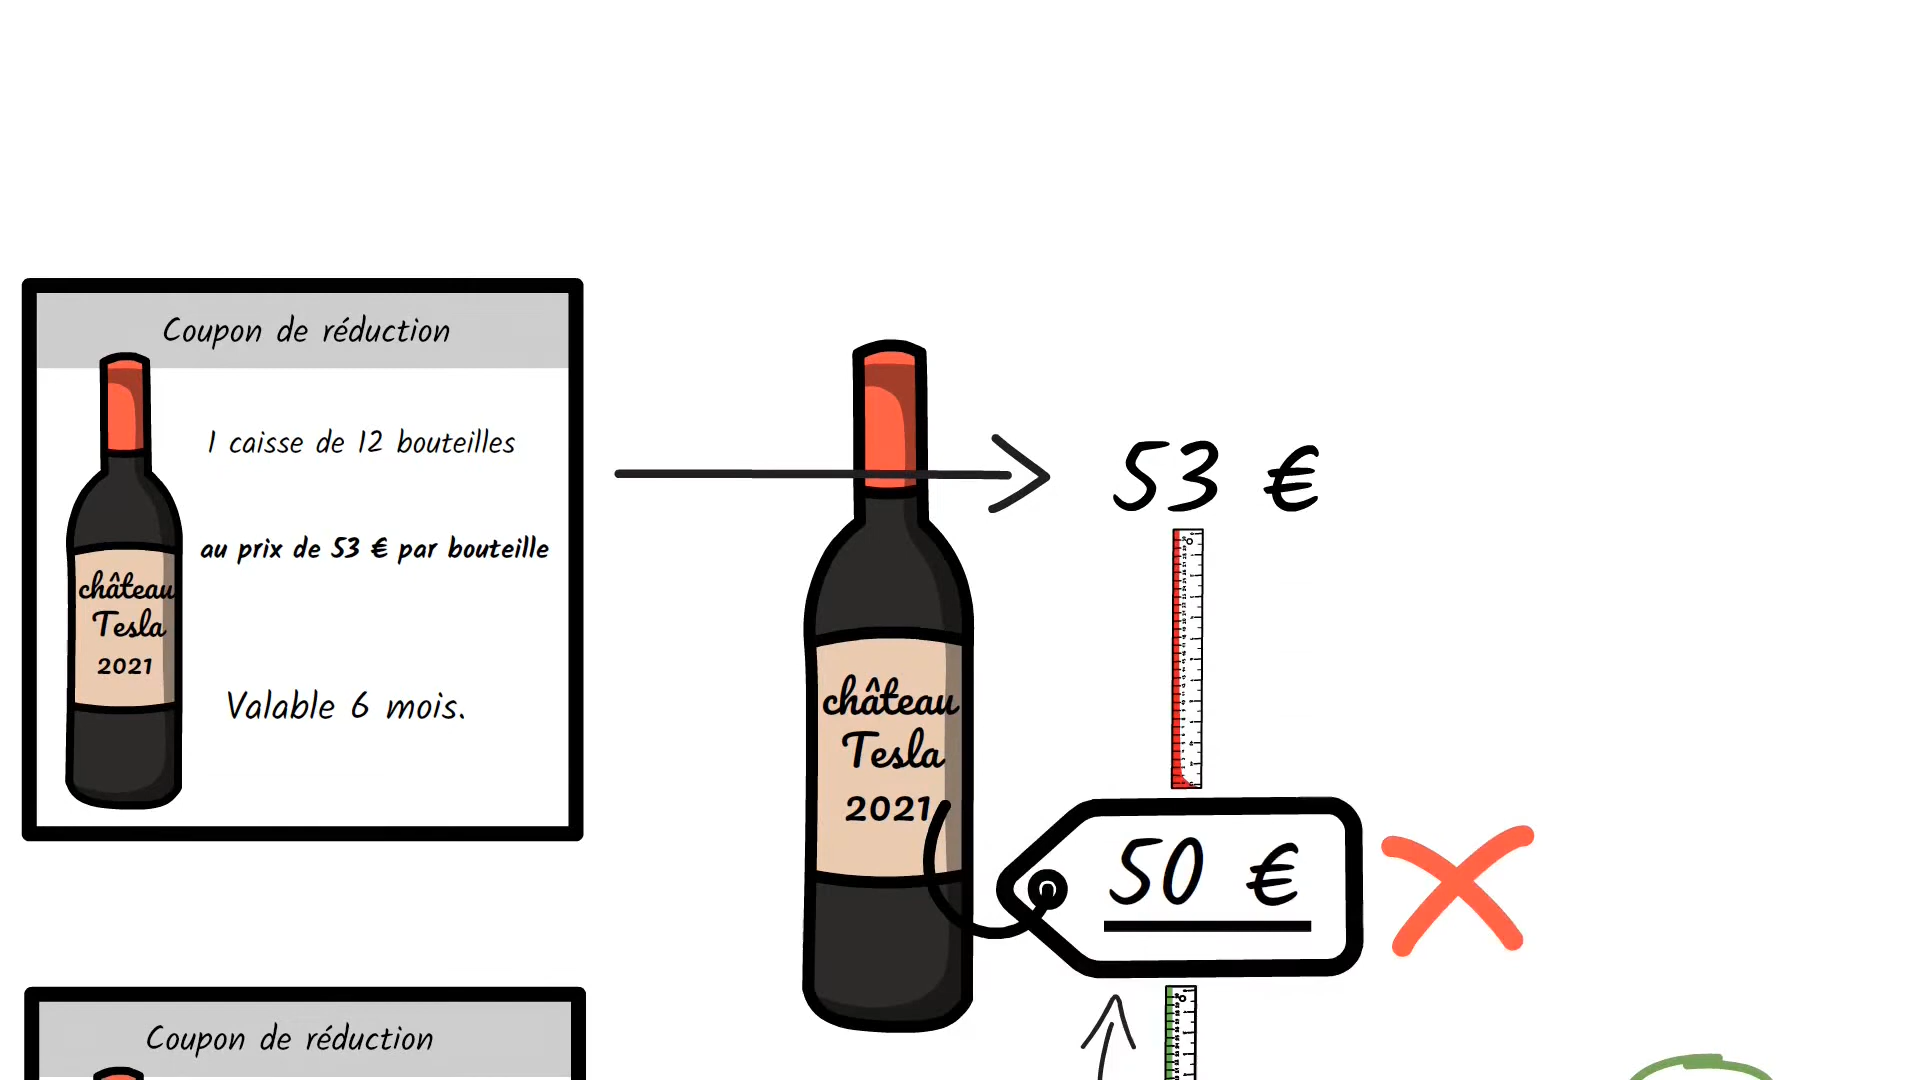 Coupon de réduction
1 caisse de 12 bouteilles
au prix de 53 € par bouteille
château
Tesla
2021
Valable 6 mois.
château
Tesla
2021
53 €
50 €
Coupon de réduction